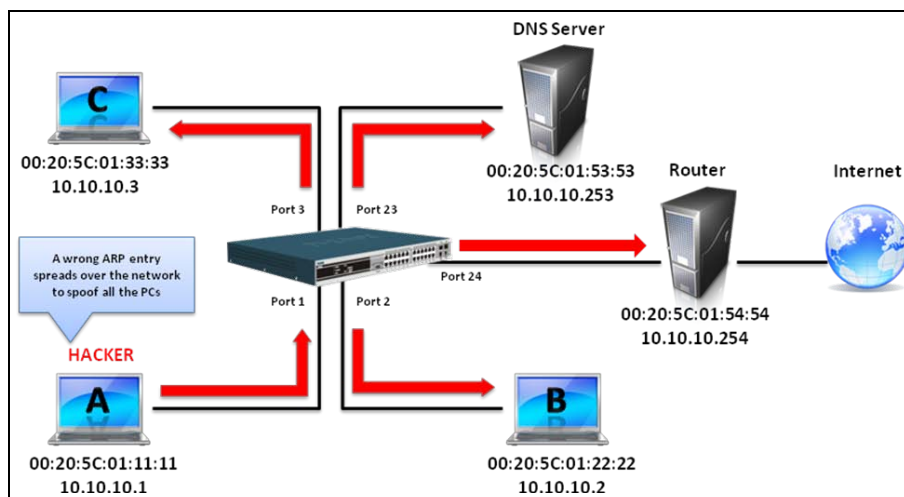 DNS Server
C
00:20:5C:01:33:33
10.10.10.3
00:20:5C:01:53:53
10.10.10.253
Router
Internet
Port 3
Port 23
A wrong ARP entry
spreads over the network
to spoof all the PCs
Port 24
Port 1
Port 2
00:20:5C:01:54:54
10.10.10.254
HACKER
A
B
00:20:5C:01:11:11
10.10.10.1
00:20:5C:01:22:22
10.10.10.2